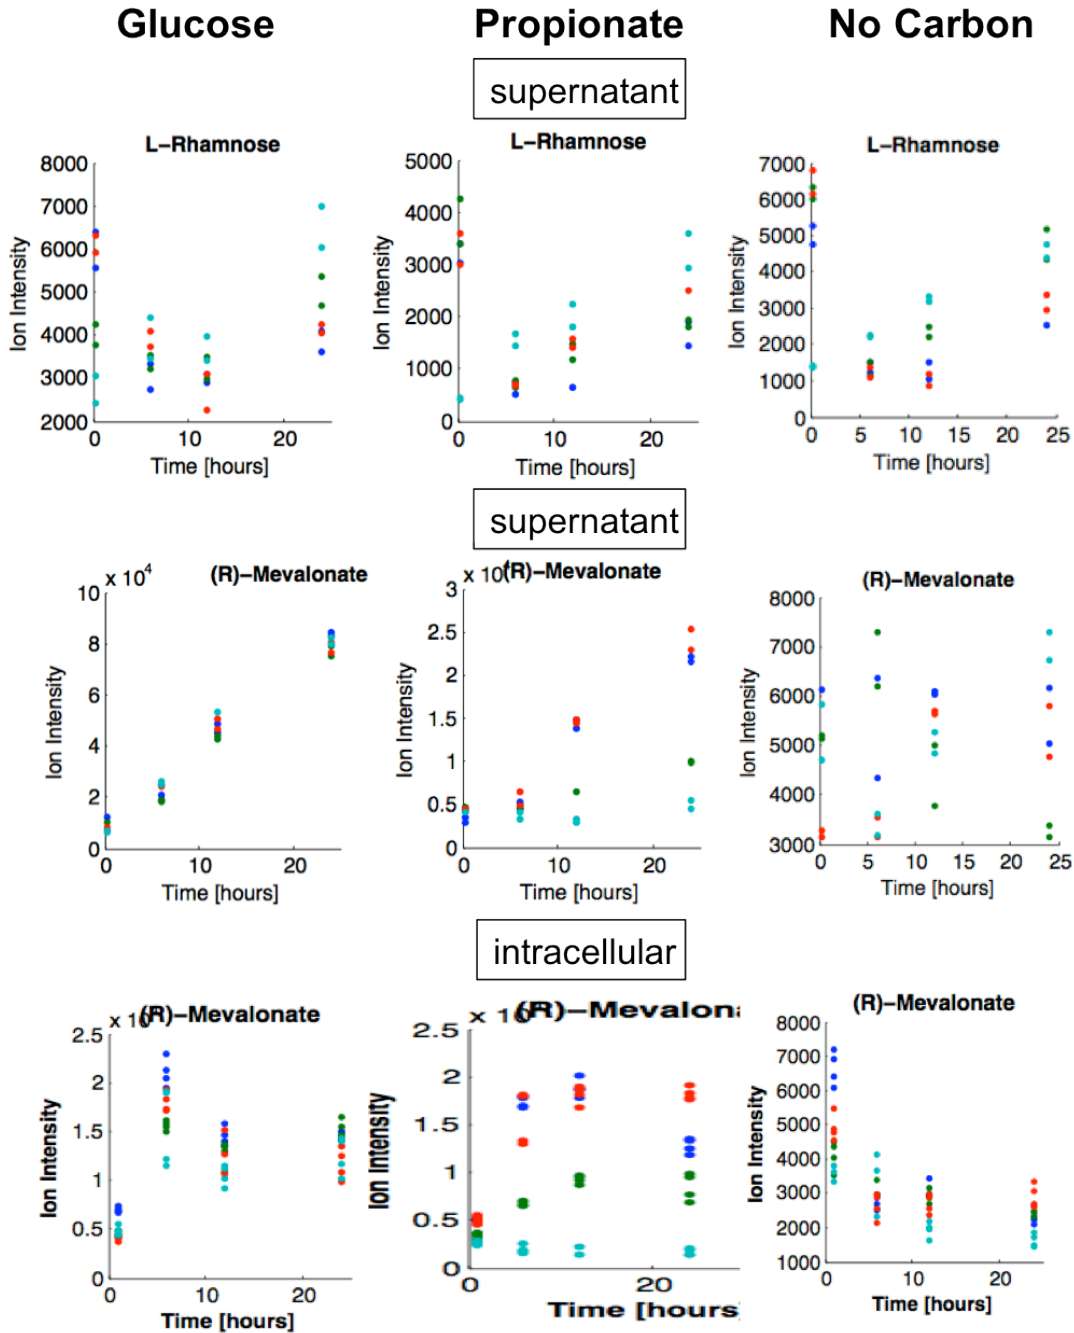 Glucose Propionate No Carbon
supernatant
L-Rhamnose L-Rhamnose L-Rhamnose
8000
7000
6000
5000
4000
3000
2000
0 20
Ion Intensity
Time [hours]
5000
4000
3000
2000
1000
0
0 20
Ion Intensity
Time [hours]
7000
6000
5000
4000
3000
2000
1000
0
0 5 10 15 20 25
Ion Intensity
Time [hours]
supernatant
x 10^4 (R)-Mevalonate
10
8
6
4
2
0
0 10 20
Ion Intensity
Time [hours]
x 10 (R)-Mevalonate
3
2.5
2
1.5
1
0.5
0
0 20
Ion Intensity
Time [hours]
(R)-Mevalonate
8000
7000
6000
5000
4000
3000
0 5 10 15 20 25
Ion Intensity
Time [hours]
intracellular
x 10 (R)-Mevalonate
2.5
2
1.5
1
0.5
0
0 10 20
Ion Intensity
Time [hours]
x 10 (R)-Mevalona
2.5
2
1.5
1
0.5
0
0 20
Ion Intensity
Time [hours
(R)-Mevalonate
8000
7000
6000
5000
4000
3000
2000
1000
0 10 20
Ion Intensity
Time [hours]